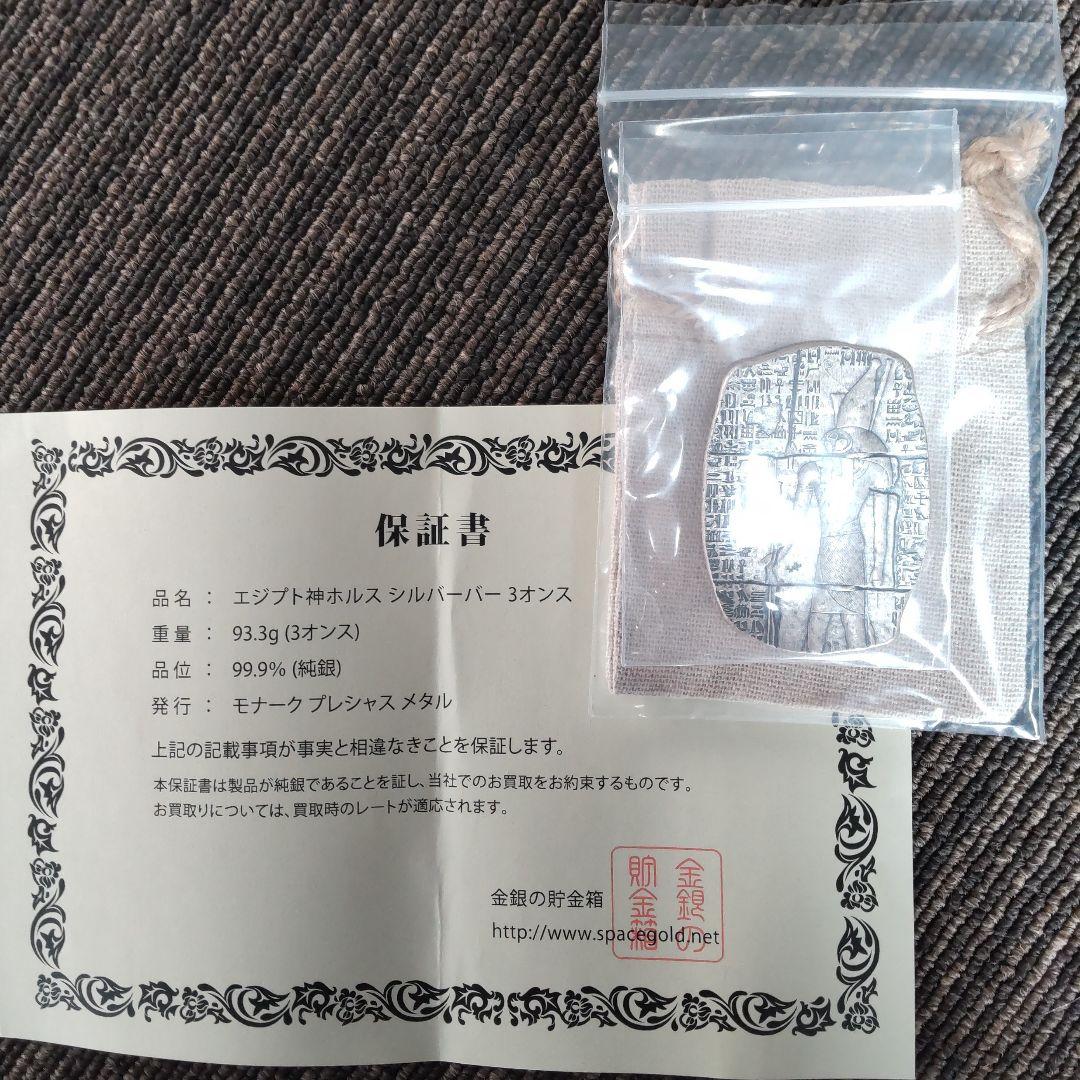 保証書
品名 ： エジプト神ホルス シルバーバー 3オンス
重量 ： 93.3g (3オンス)
品位 ： 99.9% (純銀)
発行 ： モナーク プレシャス メタル
上記の記載事項が事実と相違なきことを保証します。
本保証書は製品が純銀であることを証し、当社でのお買取をお約束するものです。
お買取りについては、買取時のレートが適応されます。
金銀の貯金箱
http://www.spacegold.net
金銀の
貯金箱